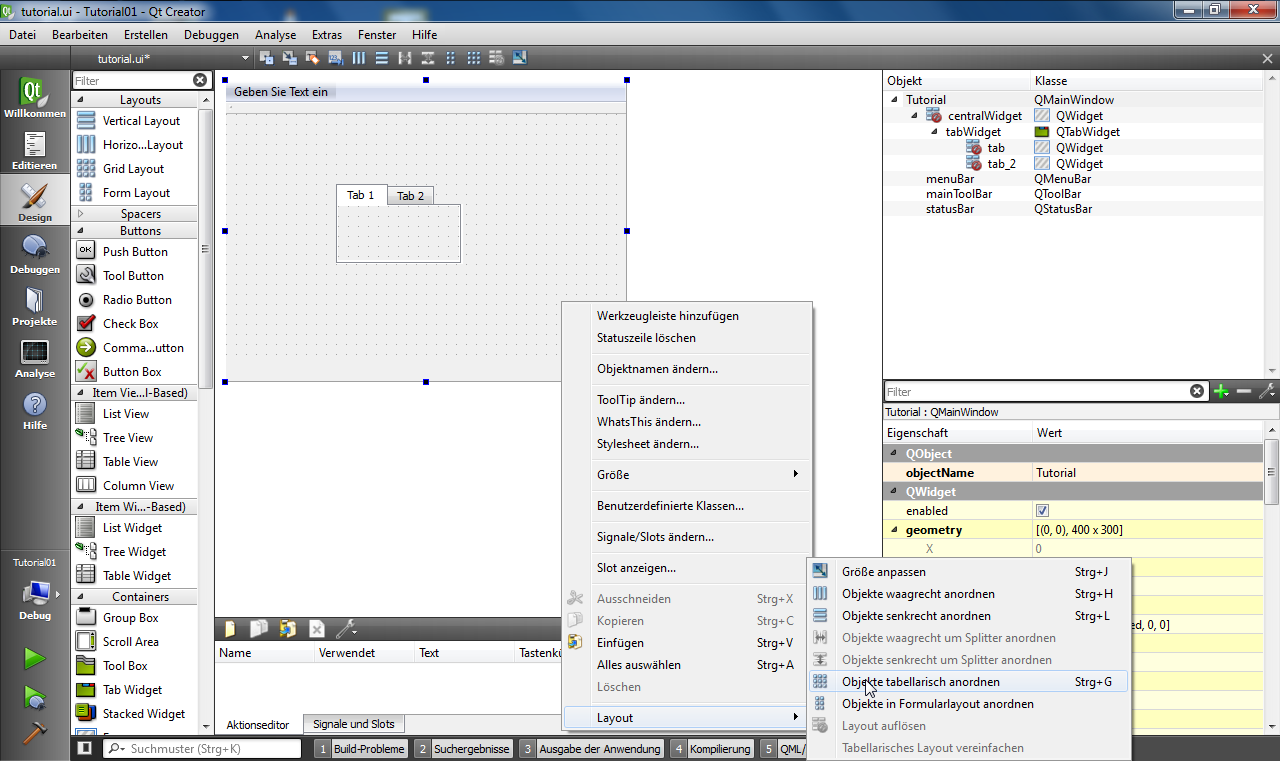 tutorial.ui - Tutorial01 - Qt Creator
Datei Bearbeiten Erstellen Debuggen Analyse Extras Fenster Hilfe
tutorial.ui*
Willkommen
Editieren
Design
Debuggen
Projekte
Analyse
Hilfe
Tutorial01
Debug
Filter
Layouts
Vertical Layout
Horizo...Layout
Grid Layout
Form Layout
Spacers
Buttons
OK Push Button
Tool Button
Radio Button
Check Box
Comma...utton
Button Box
Item Vie...l-Based)
List View
Tree View
Table View
Column View
Item Wi...-Based)
List Widget
Tree Widget
Table Widget
Containers
Group Box
Scroll Area
Tool Box
Tab Widget
Stacked Widget
Geben Sie Text ein
Tab 1 Tab 2
Name Verwendet Text
Aktionseditor Signale und Slots
Werkzeugleiste hinzufügen
Statuszeile löschen
Objektnamen ändern...
ToolTip ändern...
WhatsThis ändern...
Stylesheet ändern...
Größe
Benutzerdefinierte Klassen...
Signale/Slots ändern...
Slot anzeigen...
Ausschneiden Strg+X
Kopieren Strg+C
Einfügen Strg+V
Alles auswählen Strg+A
Löschen
Layout
Größe anpassen Strg+J
Objekte waagrecht anordnen Strg+H
Objekte senkrecht anordnen Strg+L
Objekte waagrecht um Splitter anordnen
Objekte senkrecht um Splitter anordnen
Objekte tabellarisch anordnen Strg+G
Objekte in Formularlayout anordnen
Layout auflösen
Tabellarisches Layout vereinfachen
Objekt Klasse
Tutorial QMainWindow
centralWidget QWidget
tabWidget QTabWidget
tab QWidget
tab_2 QWidget
menuBar QMenuBar
mainToolBar QToolBar
statusBar QStatusBar
Filter
Tutorial : QMainWindow
Eigenschaft Wert
QObject
objectName Tutorial
QWidget
enabled
geometry [(0, 0), 400 x 300]
X 0
ed, 0, 0]
Suchmuster (Strg+K) 1 Build-Probleme 2 Suchergebnisse 3 Ausgabe der Anwendung 4 Kompilierung 5 QML/